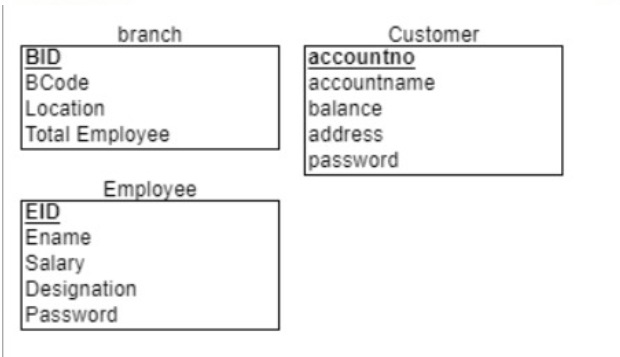 branch
BID
BCode
Location
Total Employee
Customer
accountno
accountname
balance
address
password
Employee
EID
Ename
Salary
Designation
Password